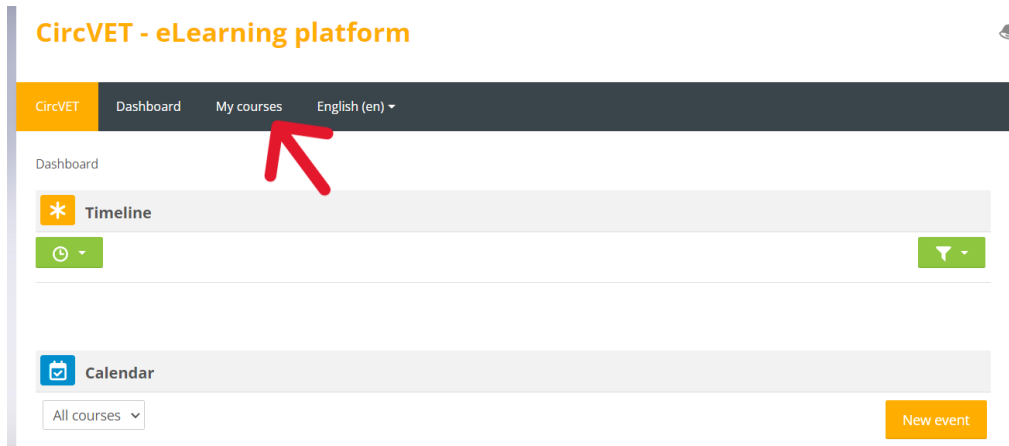 CircVET - eLearning platform
CircVET Dashboard My courses English (en)
Dashboard
Timeline
Calendar
All courses
New event